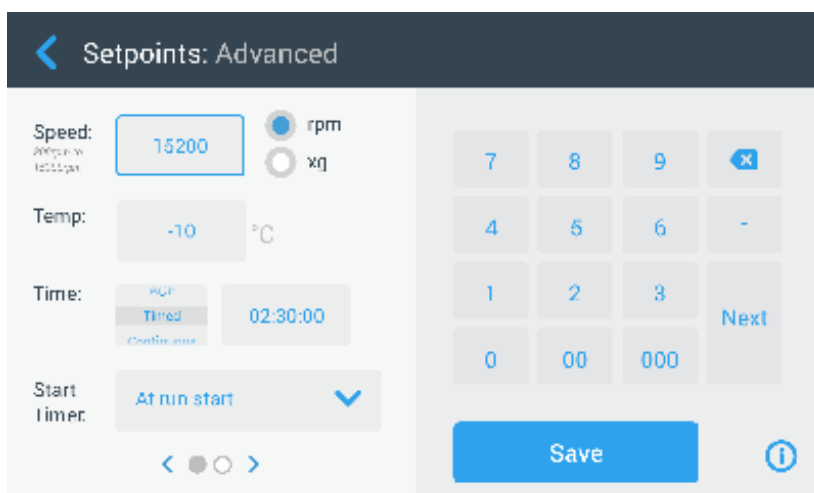 Setpoints: Advanced
Speed:
15200
rpm
xg
Temp:
-10
°C
Time:
Timed
Continuous
02:30:00
Start
Timer:
At run start
7 8 9
4 5 6 -
1 2 3
Next
0 00 000
Save